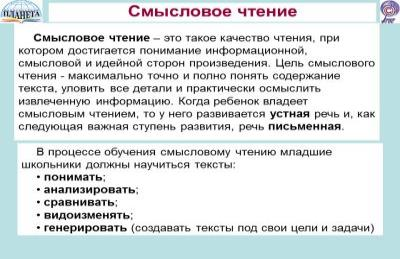 ПЛАНЕТА
Смысловое чтение
Смысловое чтение – это такое качество чтения, при
котором достигается понимание информационной,
смысловой и идейной сторон произведения. Цель смыслового
чтения - максимально точно и полно понять содержание
текста, уловить все детали и практически осмыслить
извлеченную информацию. Когда ребенок владеет
смысловым чтением, то у него развивается устная речь и, как
следующая важная ступень развития, речь письменная.
В процессе обучения смысловому чтению младшие
школьники должны научиться тексты:
• понимать;
• анализировать;
• сравнивать;
• видоизменять;
• генерировать (создавать тексты под свои цели и задачи)